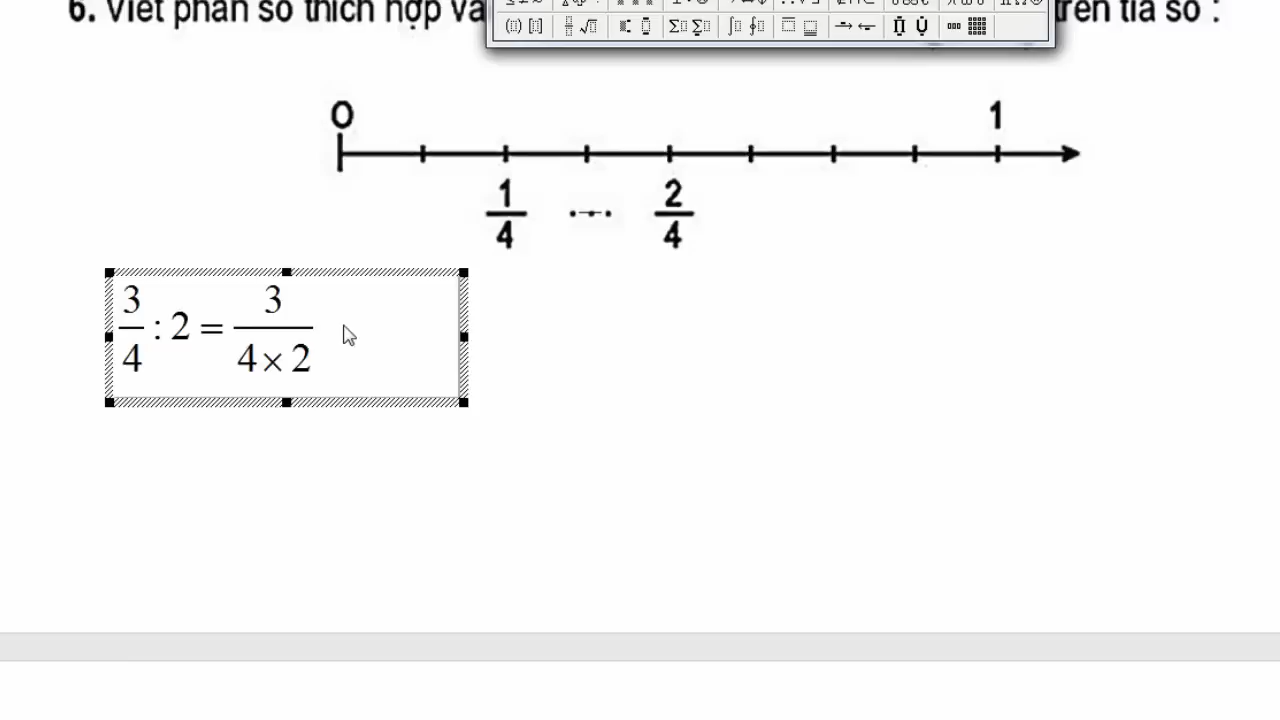 6. Viết phân số thích hợp và
trên tia số :
0 1
1/4 ..... 2/4
3/4 : 2 = 3/(4 × 2)